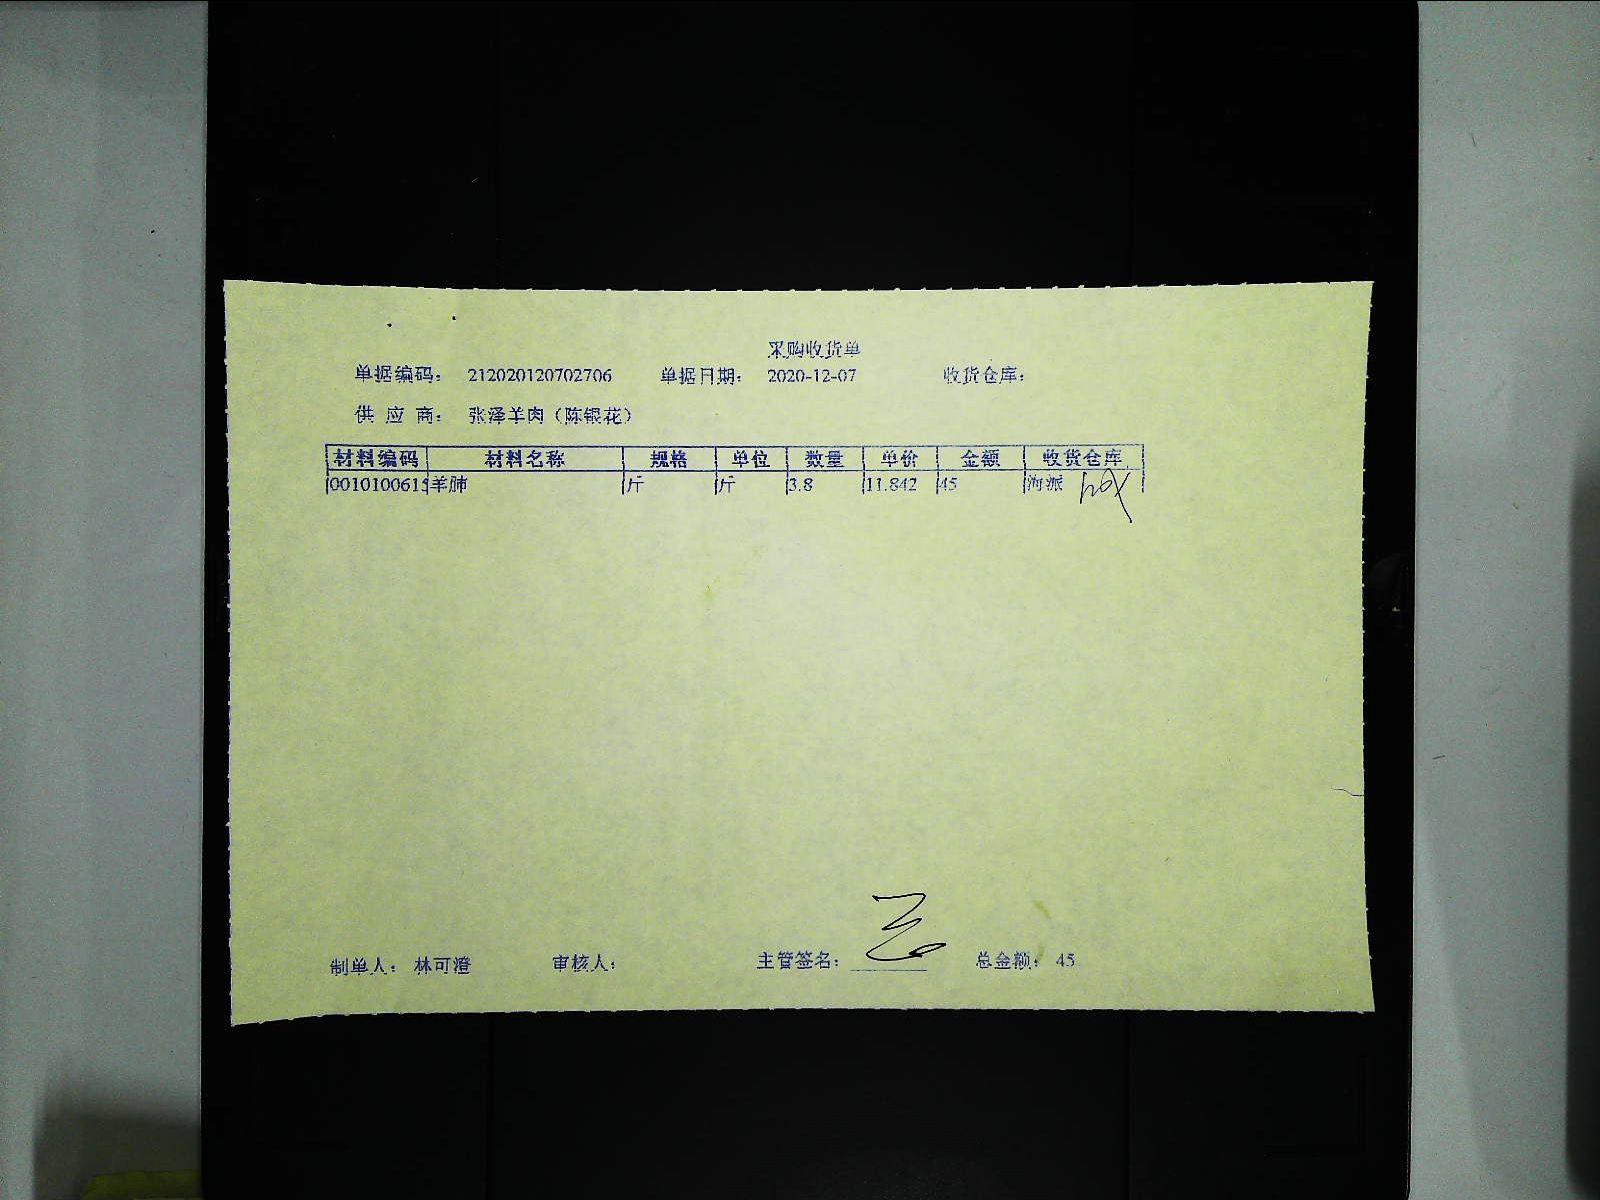 采购收货单
单据编码： 212020120702706 单据日期： 2020-12-07 收货仓库：
供 应 商： 张泽羊肉（陈银花）
材料编码 材料名称 规格 单位 数量 单价 金额 收货仓库
0010100615 羊肺 斤 斤 3.8 11.842 45 海派
制单人： 林可澄 审核人： 主管签名： 总金额： 45